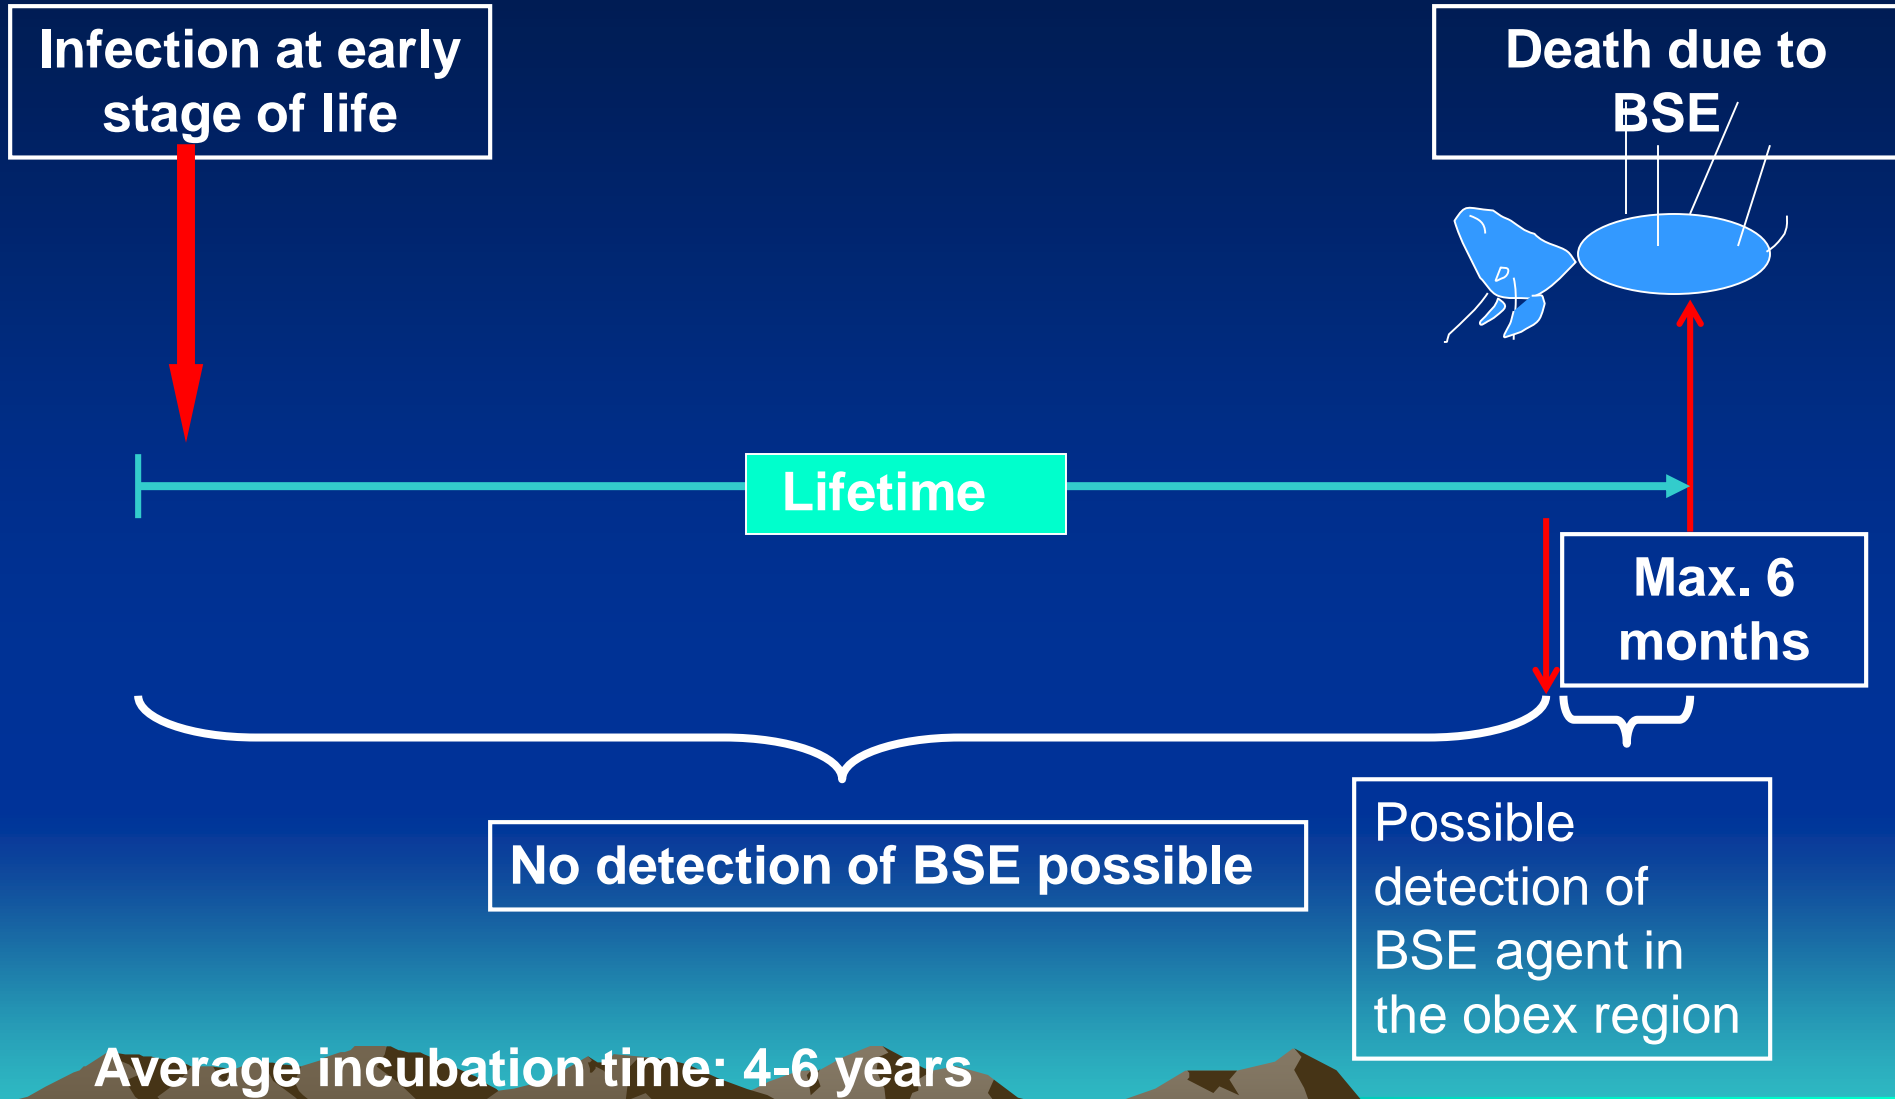 Infection at early
stage of life
Death due to
BSE
Lifetime
Max. 6
months
No detection of BSE possible
Possible
detection of
BSE agent in
the obex region
Average incubation time: 4-6 years